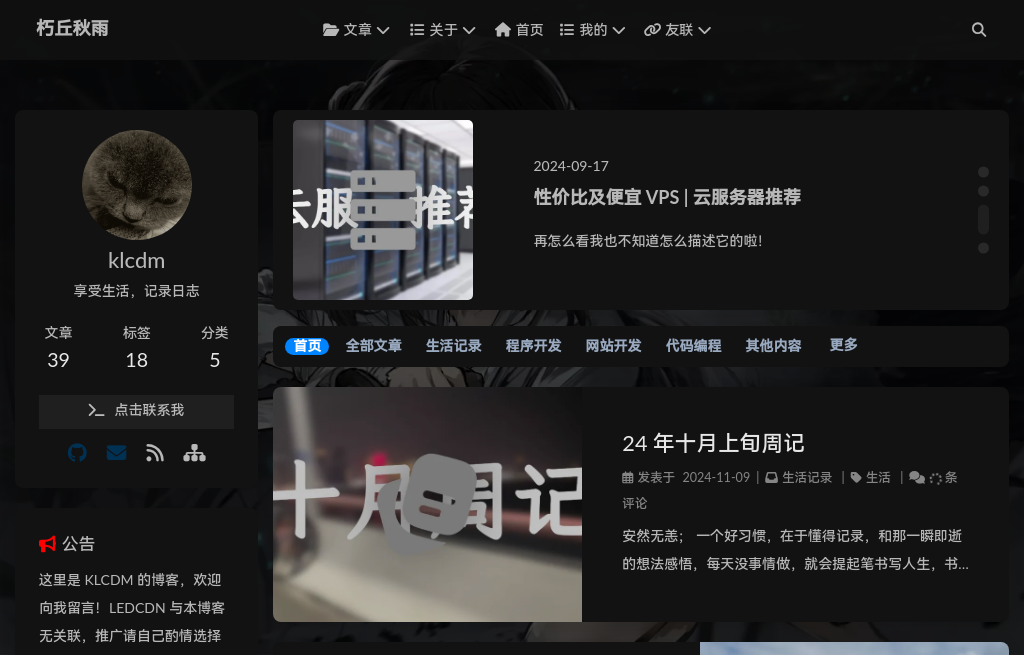 朽丘秋雨
文章 关于 首页 我的 友联
klcdm
享受生活，记录日志
文章 标签 分类
39 18 5
点击联系我
公告
这里是 KLCDM 的博客，欢迎
向我留言！LEDCDN 与本博客
无关联，推广请自己酌情选择
云服 推荐
2024-09-17
性价比及便宜 VPS | 云服务器推荐
再怎么看我也不知道怎么描述它的啦！
首页 全部文章 生活记录 程序开发 网站开发 代码编程 其他内容 更多
十月 周记
24 年十月上旬周记
发表于 2024-11-09 | 生活记录 | 生活 | 条
评论
安然无恙； 一个好习惯，在于懂得记录，和那一瞬即逝
的想法感悟，每天没事情做，就会提起笔书写人生，书...